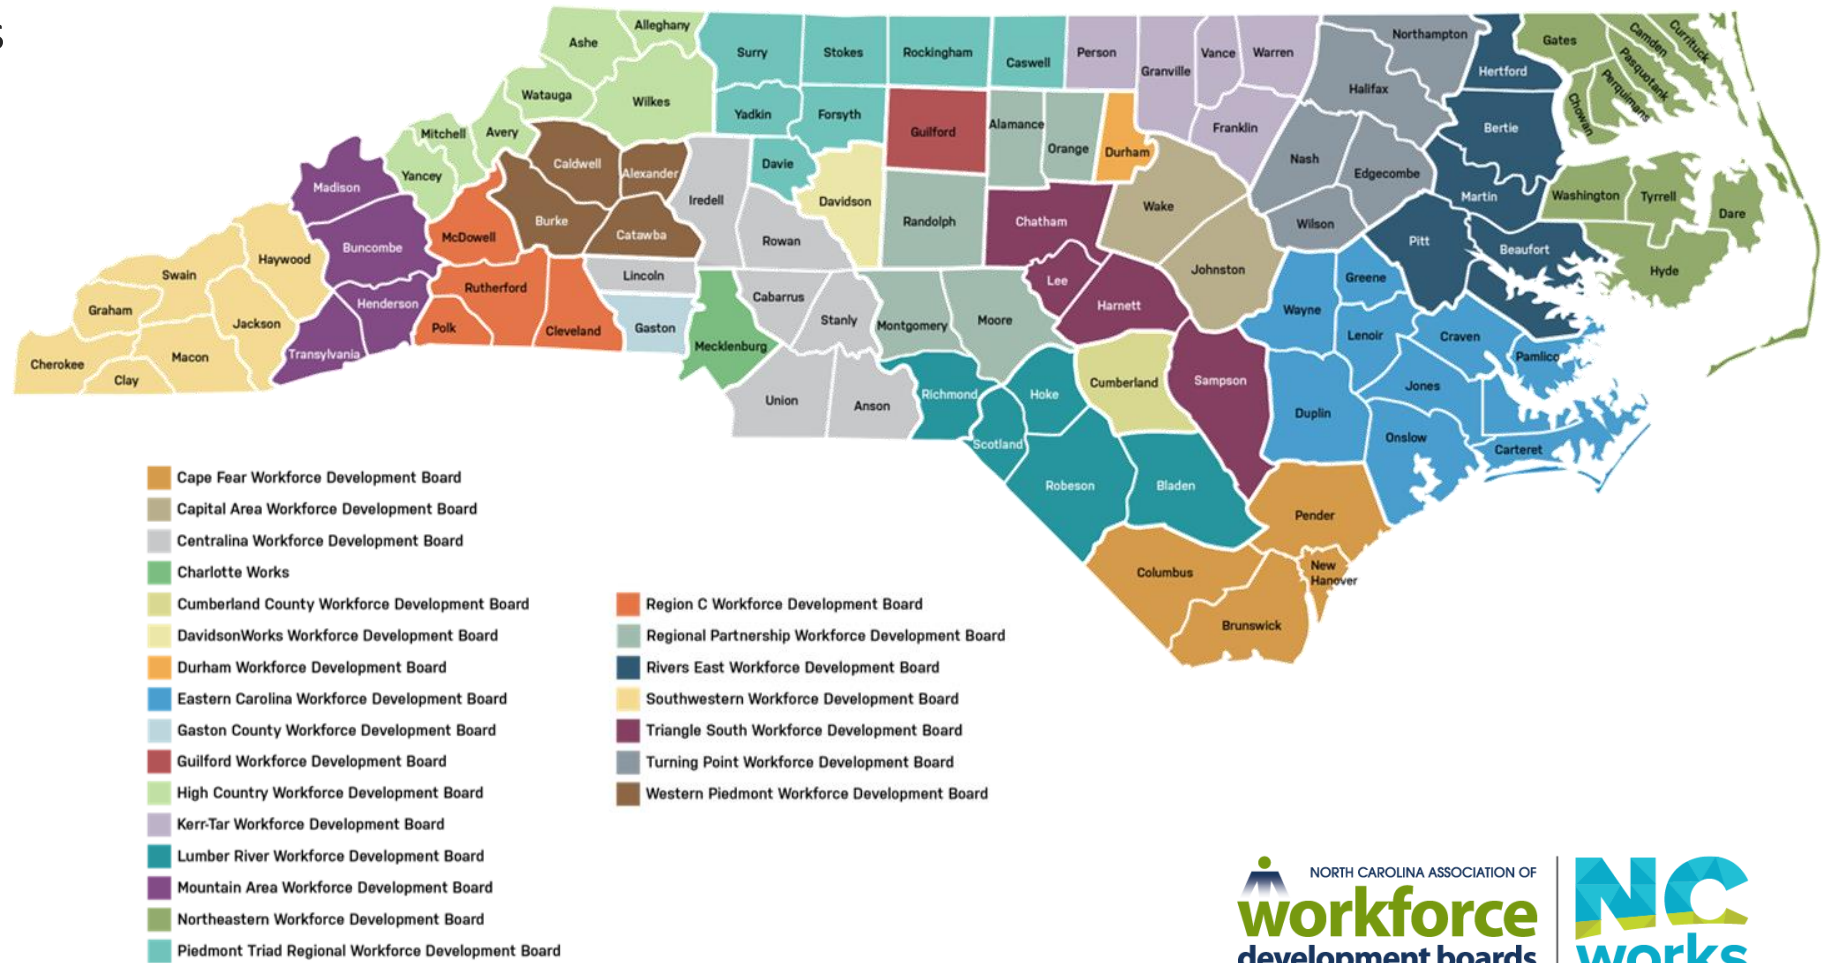 s
Alleghany
Ashe
Surry
Stokes
Rockingham
Caswell
Person
Granville
Vance
Warren
Northampton
Halifax
Hertford
Gates
Camden
Currituck
Pasquotank
Perquimans
Chowan
Watauga
Wilkes
Yadkin
Forsyth
Guilford
Alamance
Orange
Durham
Franklin
Nash
Edgecombe
Bertie
Mitchell
Avery
Yancey
Madison
Caldwell
Alexander
Iredell
Davie
Davidson
Randolph
Chatham
Wake
Wilson
Martin
Washington
Tyrrell
Dare
Buncombe
McDowell
Burke
Catawba
Rowan
Johnston
Pitt
Beaufort
Hyde
Swain
Haywood
Graham
Jackson
Henderson
Rutherford
Lincoln
Cabarrus
Stanly
Lee
Harnett
Greene
Wayne
Lenoir
Craven
Pamlico
Cherokee
Clay
Macon
Transylvania
Polk
Cleveland
Gaston
Mecklenburg
Montgomery
Moore
Union
Anson
Richmond
Hoke
Scotland
Cumberland
Sampson
Duplin
Jones
Onslow
Carteret
Robeson
Bladen
Pender
Columbus
New
Hanover
Brunswick
Cape Fear Workforce Development Board
Capital Area Workforce Development Board
Centralina Workforce Development Board
Charlotte Works
Cumberland County Workforce Development Board
DavidsonWorks Workforce Development Board
Durham Workforce Development Board
Eastern Carolina Workforce Development Board
Gaston County Workforce Development Board
Guilford Workforce Development Board
High Country Workforce Development Board
Kerr-Tar Workforce Development Board
Lumber River Workforce Development Board
Mountain Area Workforce Development Board
Northeastern Workforce Development Board
Piedmont Triad Regional Workforce Development Board
Region C Workforce Development Board
Regional Partnership Workforce Development Board
Rivers East Workforce Development Board
Southwestern Workforce Development Board
Triangle South Workforce Development Board
Turning Point Workforce Development Board
Western Piedmont Workforce Development Board
NORTH CAROLINA ASSOCIATION OF
workforce
development boards
NC
works